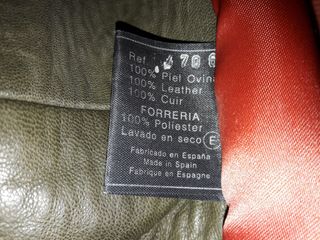 Ref. 4706
100% Piel Ovina
100% Leather
100% Cuir
FORRERIA
100% Poliester
Lavado en seco E
Fabricado en España
Made in Spain
Fabrique en Espagne